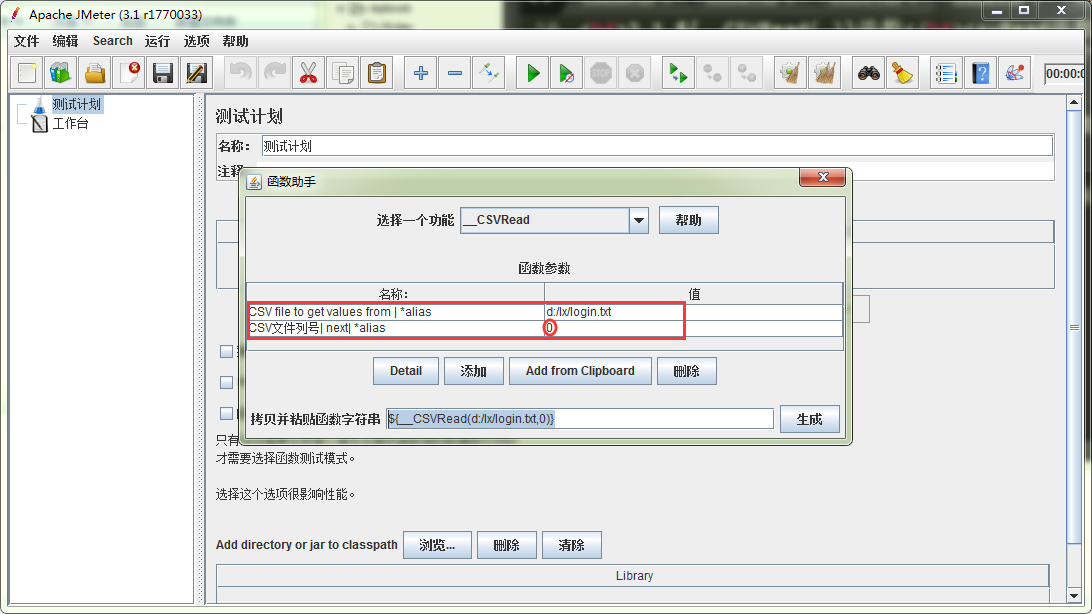 Apache JMeter (3.1 r1770033)
文件 编辑 Search 运行 选项 帮助
STOP
00:00:0
测试计划
工作台
测试计划
名称： 测试计划
注释
函数助手
选择一个功能 __CSVRead 帮助
函数参数
名称： 值
CSV file to get values from | *alias d:/lx/login.txt
CSV文件列号| next| *alias 0
Detail 添加 Add from Clipboard 删除
拷贝并粘贴函数字符串 ${__CSVRead(d:/lx/login.txt,0)} 生成
只有
才需要选择函数测试模式。
选择这个选项很影响性能。
Add directory or jar to classpath 浏览... 删除 清除
Library